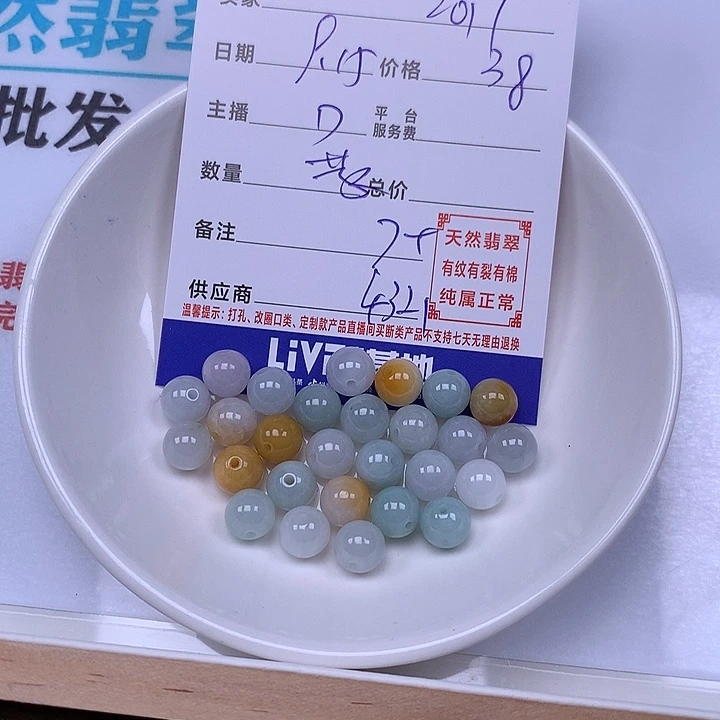 然翡翠
批发
日期 9.15 价格 38
主播 D 平台
服务费
数量 总价
备注 7+
天然翡翠
有纹有裂有棉
纯属正常
供应商 432
温馨提示：打孔、改圈口类、定制款产品直播间买断类产品不支持七天无理由退换